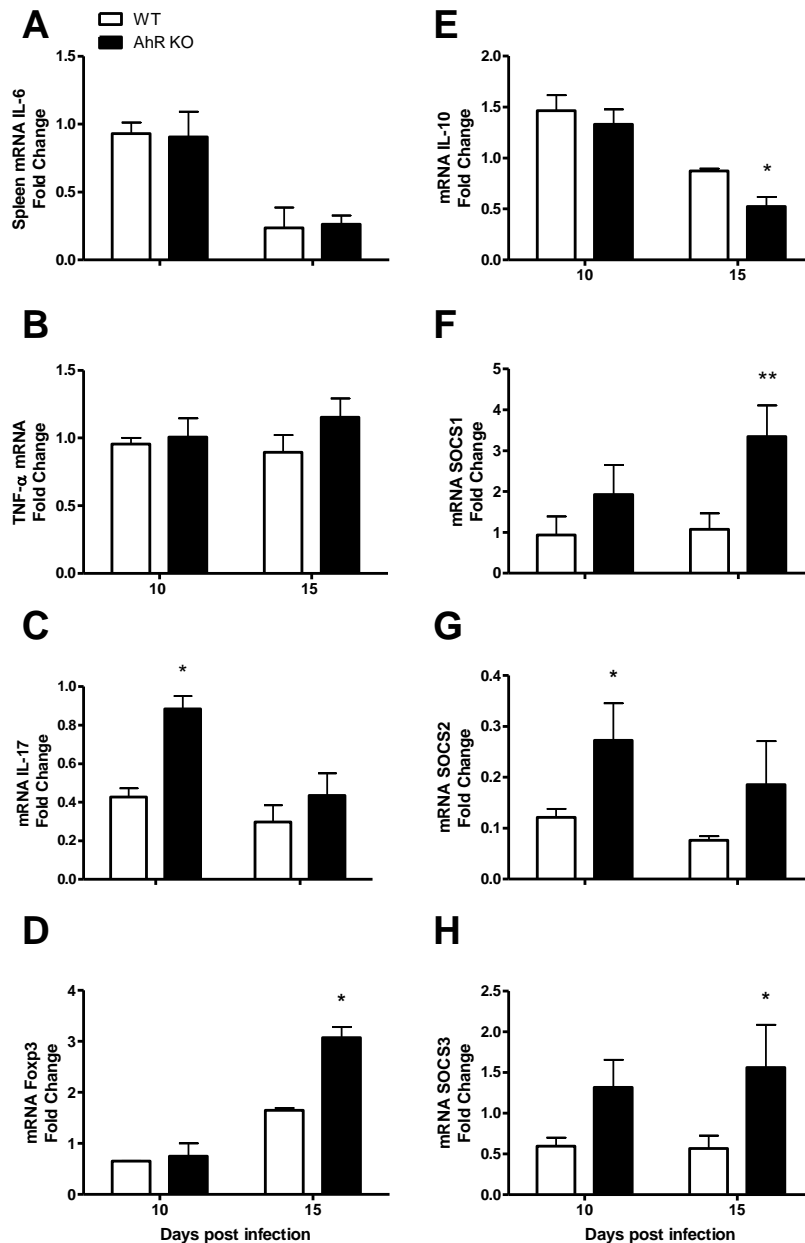 A
WT
AhR KO
Spleen mRNA IL-6
Fold Change
1.5
1.0
0.5
0.0
B
TNF-α mRNA
Fold Change
1.5
1.0
0.5
0.0
10
15
C
mRNA IL-17
Fold Change
1.0
0.8
0.6
0.4
0.2
0.0
*
D
mRNA Foxp3
Fold Change
4
3
2
1
0
*
10
15
Days post infection
E
mRNA IL-10
Fold Change
2.0
1.5
1.0
0.5
0.0
*
10
15
F
mRNA SOCS1
Fold Change
5
4
3
2
1
0
**
G
mRNA SOCS2
Fold Change
0.4
0.3
0.2
0.1
0.0
*
H
mRNA SOCS3
Fold Change
2.5
2.0
1.5
1.0
0.5
0.0
*
10
15
Days post infection